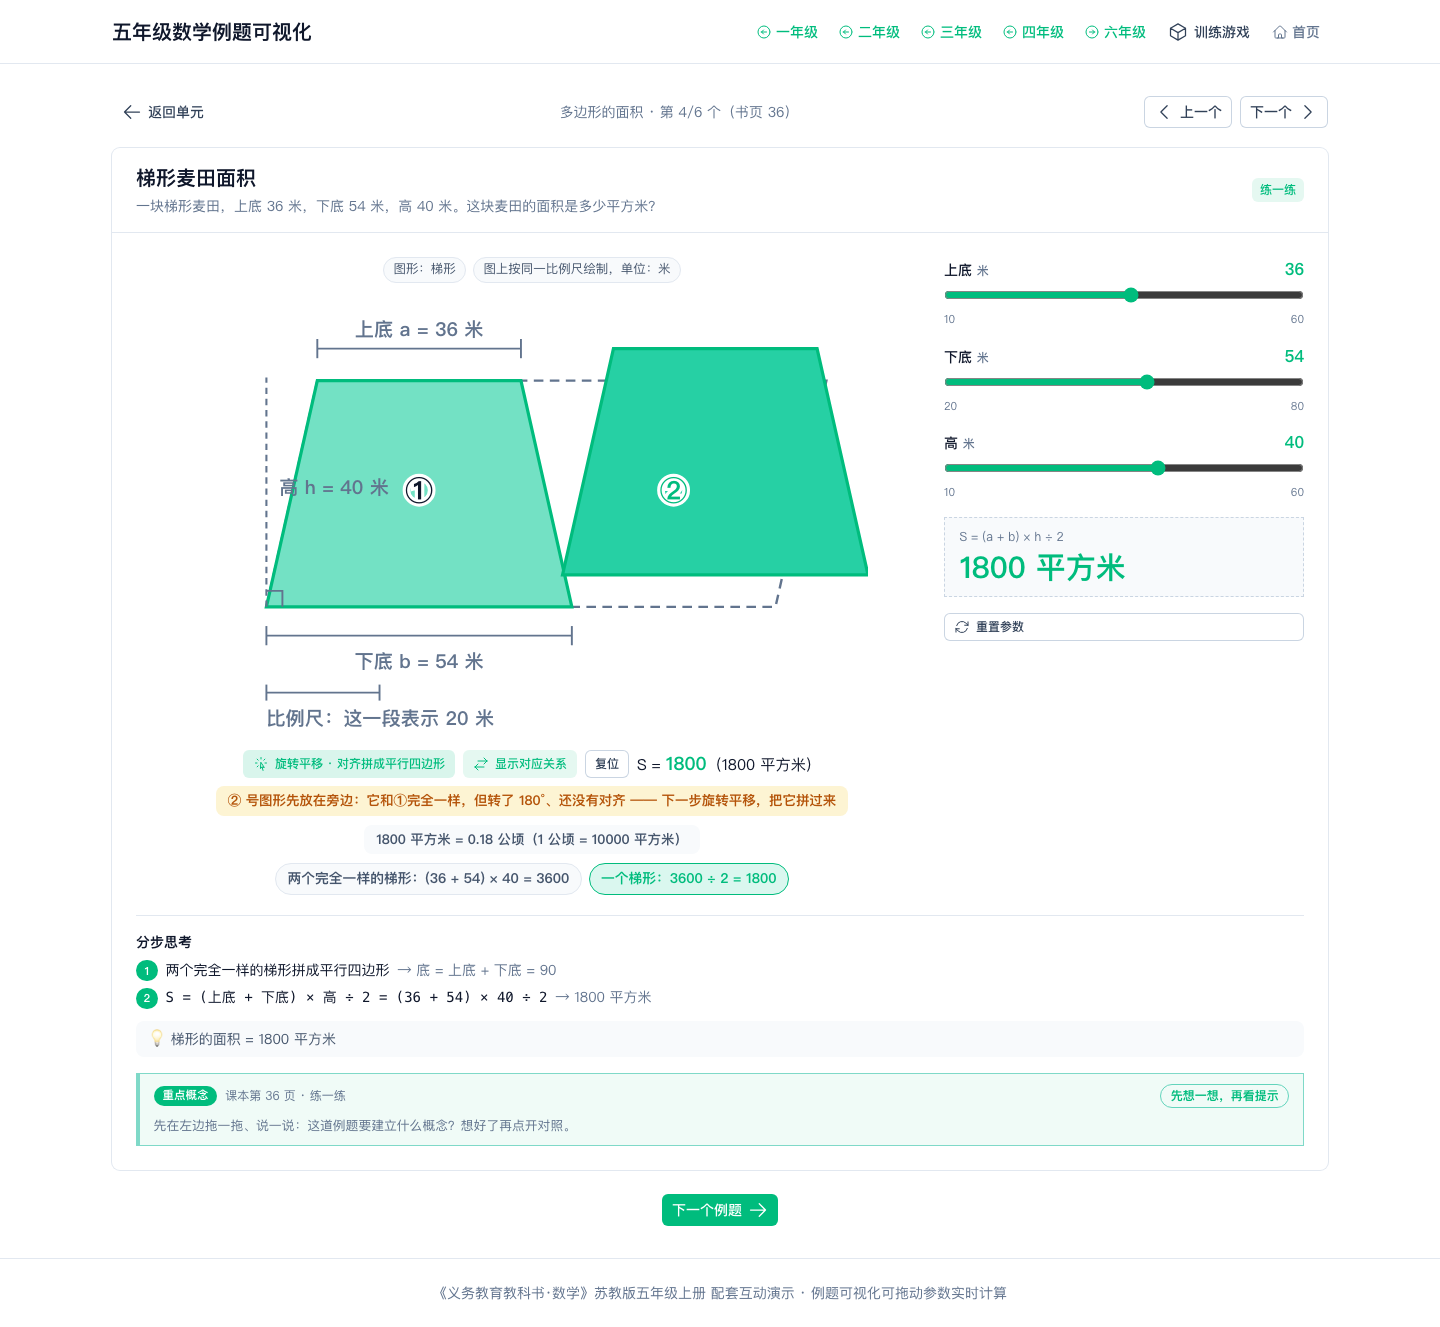 五年级数学例题可视化
一年级 二年级 三年级 四年级 六年级 训练游戏 首页
返回单元
多边形的面积 · 第 4/6 个（书页 36）
上一个 下一个
梯形麦田面积
一块梯形麦田，上底 36 米，下底 54 米，高 40 米。这块麦田的面积是多少平方米？
练一练
图形：梯形 图上按同一比例尺绘制，单位：米
上底 a = 36 米
高 h = 40 米
①
②
下底 b = 54 米
比例尺：这一段表示 20 米
上底 米 36
10 60
下底 米 54
20 80
高 米 40
10 60
S = (a + b) × h ÷ 2
1800 平方米
重置参数
旋转平移 · 对齐拼成平行四边形 显示对应关系 复位 S = 1800（1800 平方米）
② 号图形先放在旁边：它和①完全一样，但转了 180°、还没有对齐 —— 下一步旋转平移，把它拼过来
1800 平方米 = 0.18 公顷（1 公顷 = 10000 平方米）
两个完全一样的梯形：(36 + 54) × 40 = 3600 一个梯形：3600 ÷ 2 = 1800
分步思考
1 两个完全一样的梯形拼成平行四边形 → 底 = 上底 + 下底 = 90
2 S = (上底 + 下底) × 高 ÷ 2 = (36 + 54) × 40 ÷ 2 → 1800 平方米
梯形的面积 = 1800 平方米
重点概念 课本第 36 页 · 练一练 先想一想，再看提示
先在左边拖一拖、说一说：这道例题要建立什么概念？想好了再点开对照。
下一个例题
《义务教育教科书·数学》苏教版五年级上册 配套互动演示 · 例题可视化可拖动参数实时计算